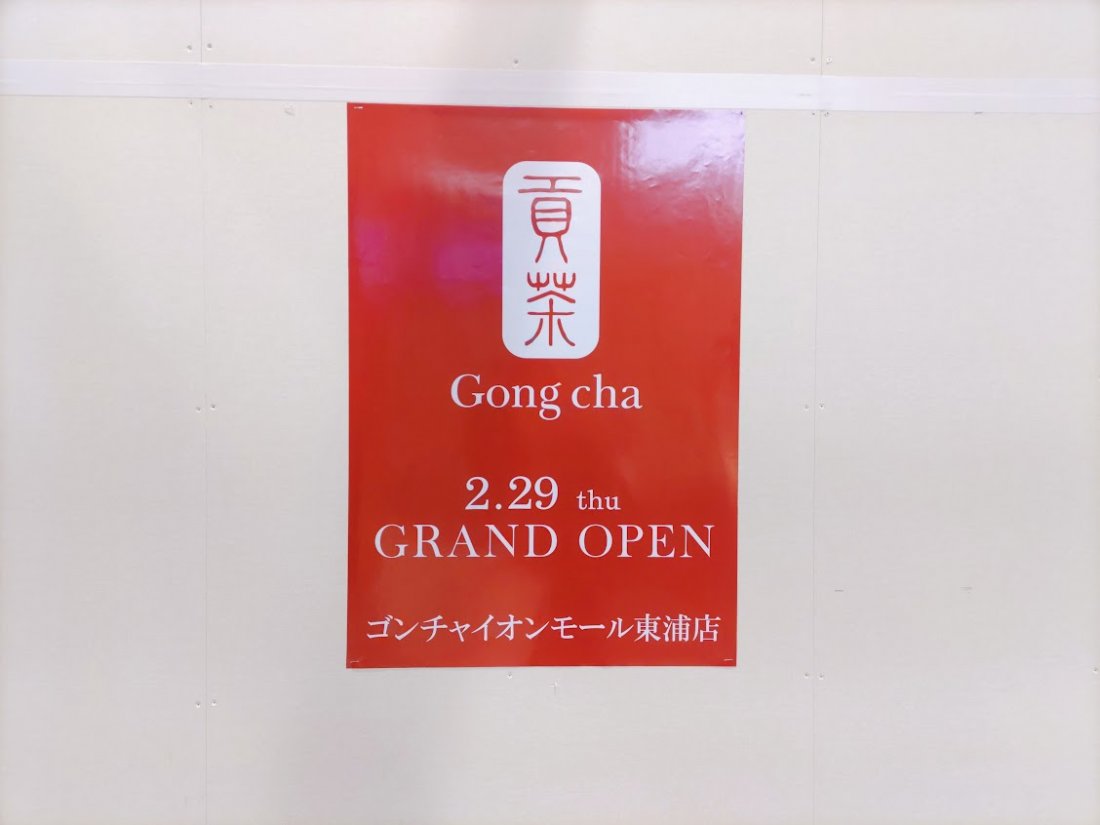 貢茶
Gong cha
2.29 thu
GRAND OPEN
ゴンチャイオンモール東浦店